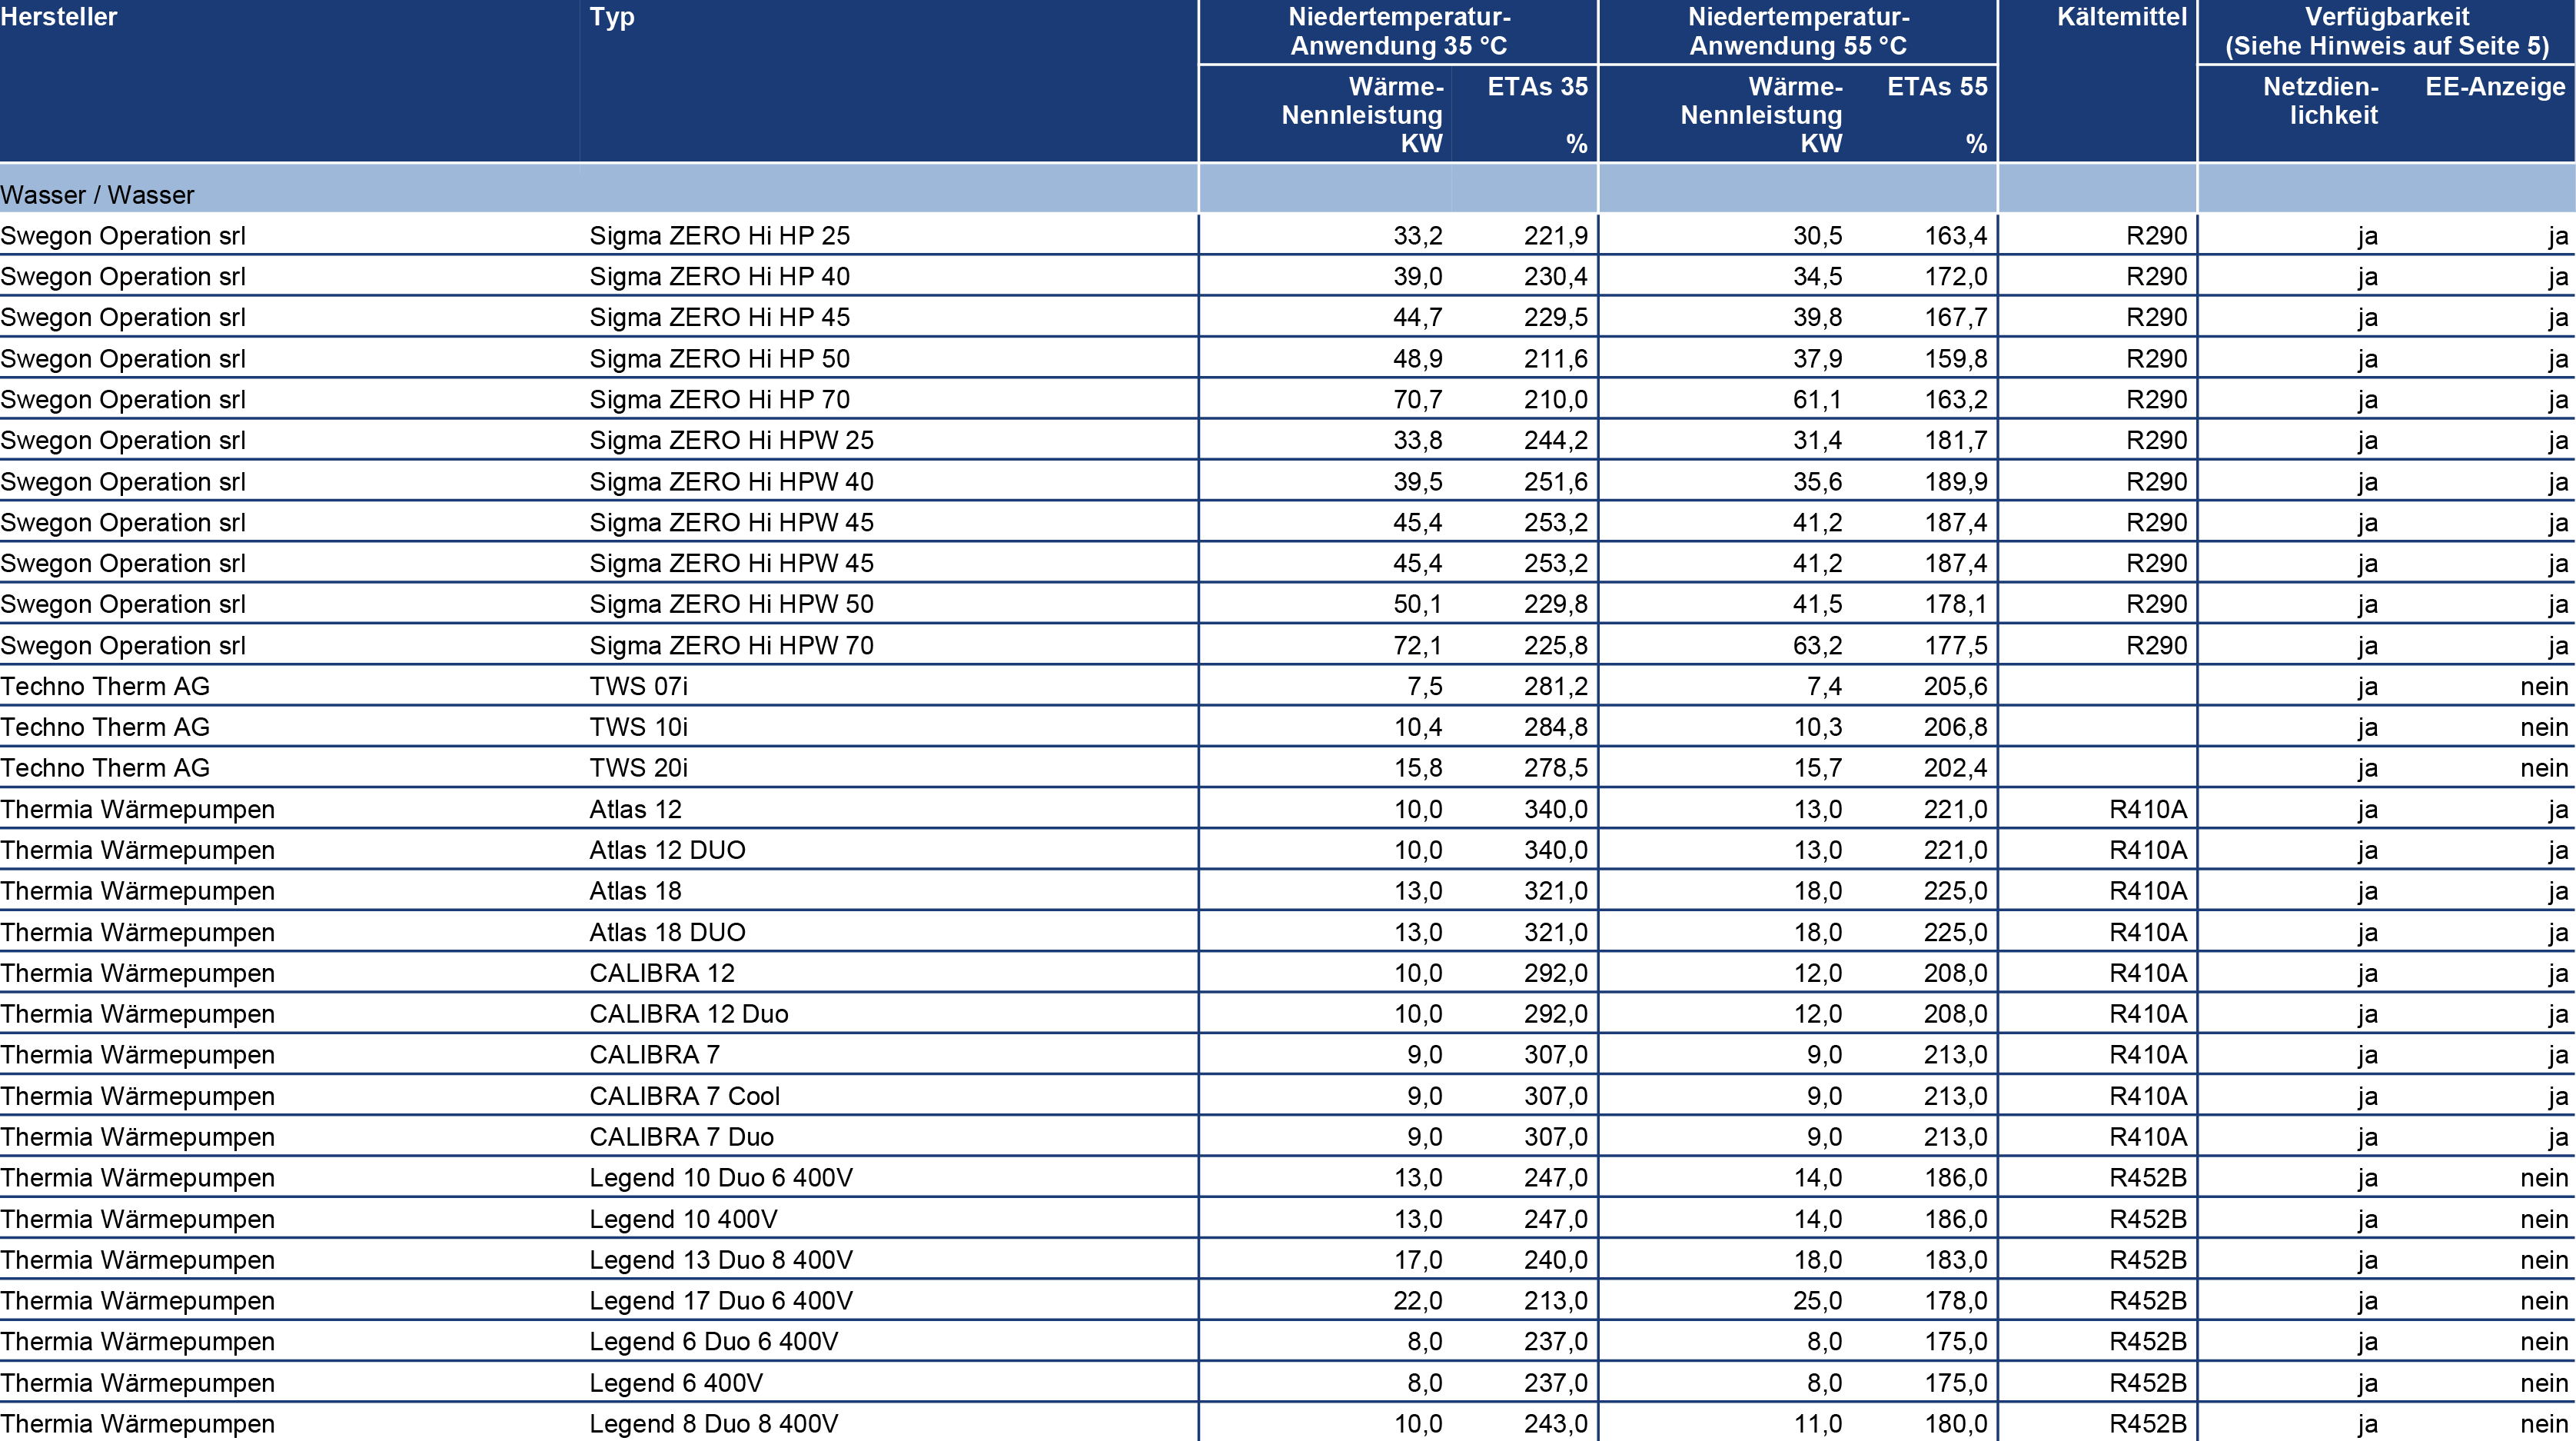 Hersteller Typ Niedertemperatur- Niedertemperatur- Kältemittel Verfügbarkeit
Anwendung 35 °C Anwendung 55 °C (Siehe Hinweis auf Seite 5)
Wärme- ETAs 35 Wärme- ETAs 55 Netzdien- EE-Anzeige
Nennleistung Nennleistung lichkeit
KW % KW %
Wasser / Wasser
Swegon Operation srl Sigma ZERO Hi HP 25 33,2 221,9 30,5 163,4 R290 ja ja
Swegon Operation srl Sigma ZERO Hi HP 40 39,0 230,4 34,5 172,0 R290 ja ja
Swegon Operation srl Sigma ZERO Hi HP 45 44,7 229,5 39,8 167,7 R290 ja ja
Swegon Operation srl Sigma ZERO Hi HP 50 48,9 211,6 37,9 159,8 R290 ja ja
Swegon Operation srl Sigma ZERO Hi HP 70 70,7 210,0 61,1 163,2 R290 ja ja
Swegon Operation srl Sigma ZERO Hi HPW 25 33,8 244,2 31,4 181,7 R290 ja ja
Swegon Operation srl Sigma ZERO Hi HPW 40 39,5 251,6 35,6 189,9 R290 ja ja
Swegon Operation srl Sigma ZERO Hi HPW 45 45,4 253,2 41,2 187,4 R290 ja ja
Swegon Operation srl Sigma ZERO Hi HPW 45 45,4 253,2 41,2 187,4 R290 ja ja
Swegon Operation srl Sigma ZERO Hi HPW 50 50,1 229,8 41,5 178,1 R290 ja ja
Swegon Operation srl Sigma ZERO Hi HPW 70 72,1 225,8 63,2 177,5 R290 ja ja
Techno Therm AG TWS 07i 7,5 281,2 7,4 205,6 ja nein
Techno Therm AG TWS 10i 10,4 284,8 10,3 206,8 ja nein
Techno Therm AG TWS 20i 15,8 278,5 15,7 202,4 ja nein
Thermia Wärmepumpen Atlas 12 10,0 340,0 13,0 221,0 R410A ja ja
Thermia Wärmepumpen Atlas 12 DUO 10,0 340,0 13,0 221,0 R410A ja ja
Thermia Wärmepumpen Atlas 18 13,0 321,0 18,0 225,0 R410A ja ja
Thermia Wärmepumpen Atlas 18 DUO 13,0 321,0 18,0 225,0 R410A ja ja
Thermia Wärmepumpen CALIBRA 12 10,0 292,0 12,0 208,0 R410A ja ja
Thermia Wärmepumpen CALIBRA 12 Duo 10,0 292,0 12,0 208,0 R410A ja ja
Thermia Wärmepumpen CALIBRA 7 9,0 307,0 9,0 213,0 R410A ja ja
Thermia Wärmepumpen CALIBRA 7 Cool 9,0 307,0 9,0 213,0 R410A ja ja
Thermia Wärmepumpen CALIBRA 7 Duo 9,0 307,0 9,0 213,0 R410A ja ja
Thermia Wärmepumpen Legend 10 Duo 6 400V 13,0 247,0 14,0 186,0 R452B ja nein
Thermia Wärmepumpen Legend 10 400V 13,0 247,0 14,0 186,0 R452B ja nein
Thermia Wärmepumpen Legend 13 Duo 8 400V 17,0 240,0 18,0 183,0 R452B ja nein
Thermia Wärmepumpen Legend 17 Duo 6 400V 22,0 213,0 25,0 178,0 R452B ja nein
Thermia Wärmepumpen Legend 6 Duo 6 400V 8,0 237,0 8,0 175,0 R452B ja nein
Thermia Wärmepumpen Legend 6 400V 8,0 237,0 8,0 175,0 R452B ja nein
Thermia Wärmepumpen Legend 8 Duo 8 400V 10,0 243,0 11,0 180,0 R452B ja nein